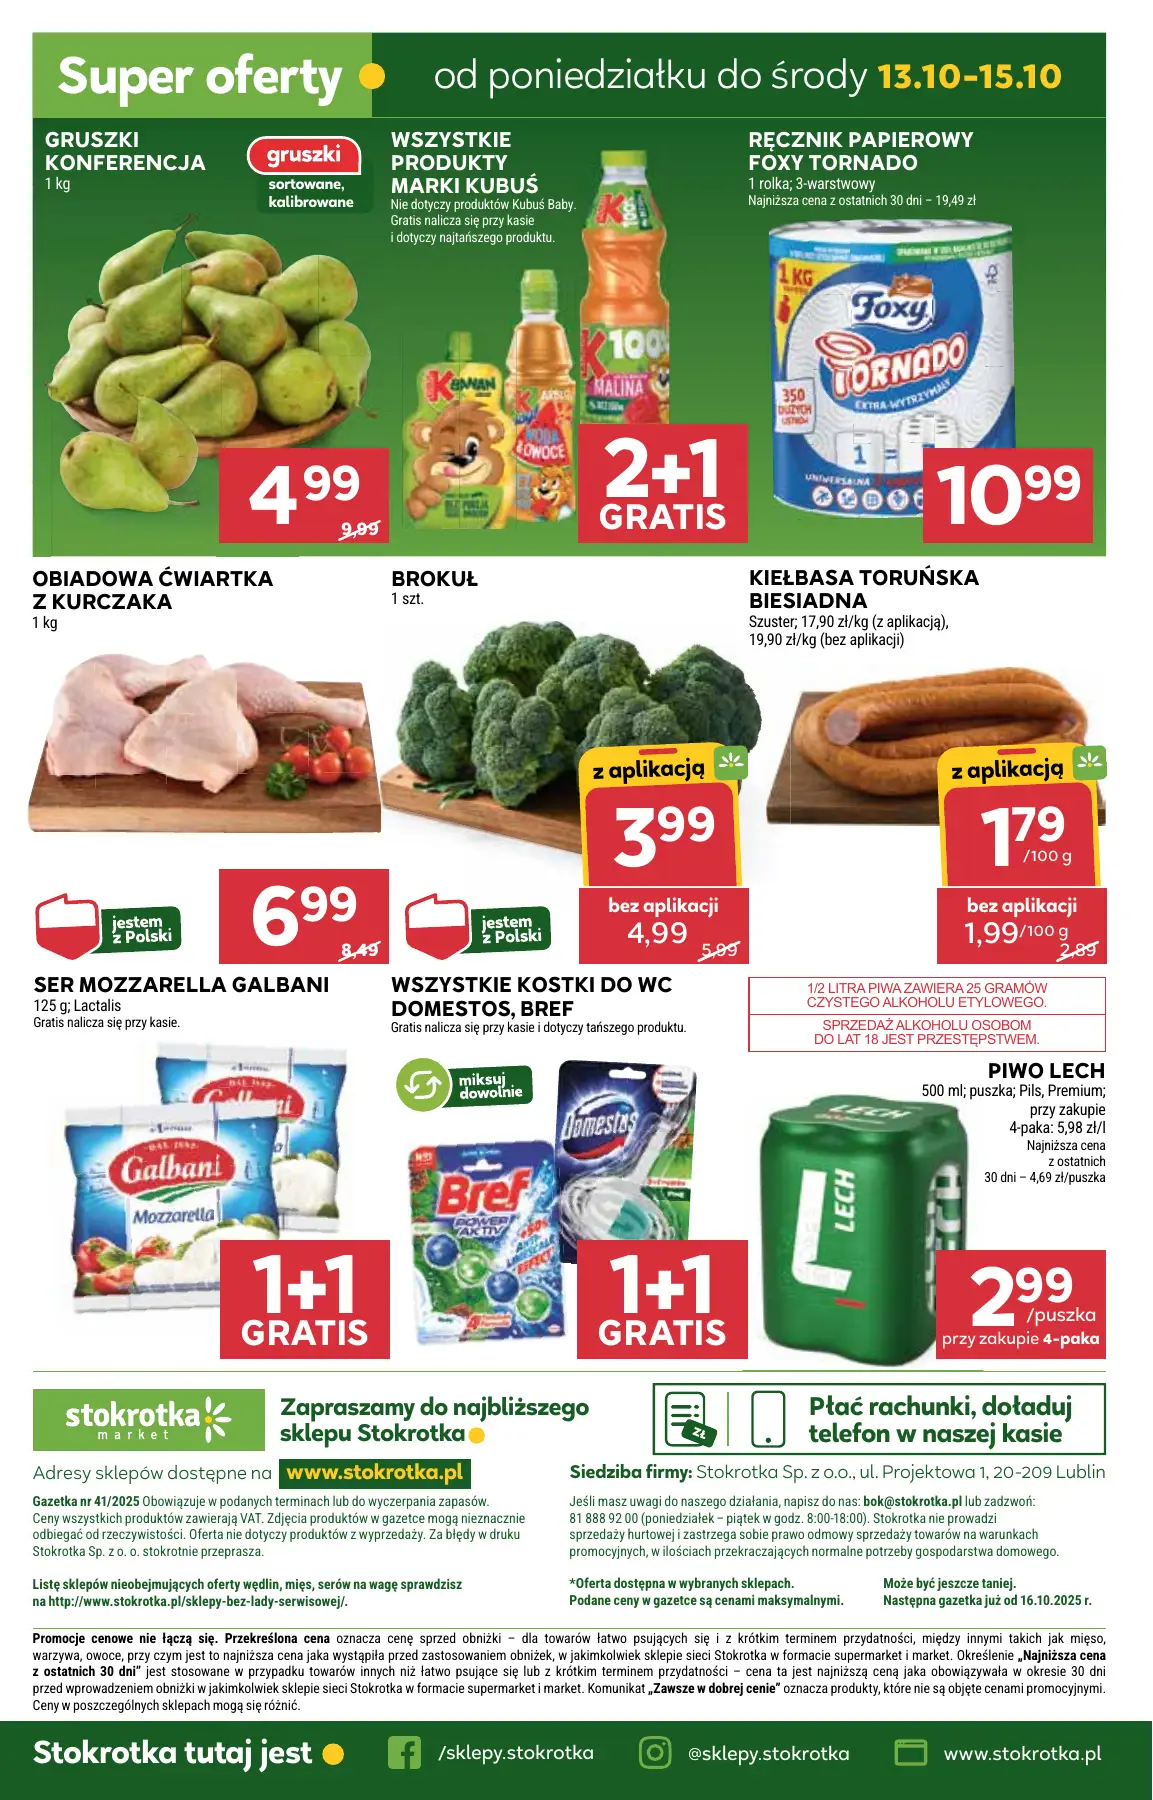 Super oferty
od poniedziałku do środy 13.10-15.10
GRUSZKI
KONFERENCJA
1 kg
gruszki
sortowane,
kalibrowane
4 99
9,99
WSZYSTKIE
PRODUKTY
MARKI KUBUŚ
Nie dotyczy produktów Kubuś Baby.
Gratis nalicza się przy kasie
i dotyczy najtańszego produktu.
BANAN
WODA
&OWOCE
100%
MALINA
2+1
GRATIS
RĘCZNIK PAPIEROWY
FOXY TORNADO
1 rolka; 3-warstwowy
Najniższa cena z ostatnich 30 dni – 19,49 zł
1 KG
Foxy
TORNADO
EXTRA-WYTRZYMAŁY
350
DUŻYCH
LISTKÓW
UNIWERSALNA
10 99
OBIADOWA ĆWIARTKA
Z KURCZAKA
1 kg
jestem
z Polski
6 99
8,49
BROKUŁ
1 szt.
jestem
z Polski
z aplikacją
3 99
bez aplikacji
4,99
5,99
KIEŁBASA TORUŃSKA
BIESIADNA
Szuster; 17,90 zł/kg (z aplikacją),
19,90 zł/kg (bez aplikacji)
z aplikacją
1 79
/100 g
bez aplikacji
1,99/100 g
2,89
SER MOZZARELLA GALBANI
125 g; Lactalis
Gratis nalicza się przy kasie.
DAL 1882
Galbani
Mozzarella
1+1
GRATIS
WSZYSTKIE KOSTKI DO WC
DOMESTOS, BREF
Gratis nalicza się przy kasie i dotyczy tańszego produktu.
miksuj
dowolnie
Domestos
Bref
POWER
AKTIV
1+1
GRATIS
1/2 LITRA PIWA ZAWIERA 25 GRAMÓW
CZYSTEGO ALKOHOLU ETYLOWEGO.
SPRZEDAŻ ALKOHOLU OSOBOM
DO LAT 18 JEST PRZESTĘPSTWEM.
PIWO LECH
500 ml; puszka; Pils, Premium;
przy zakupie
4-paka: 5,98 zł/l
Najniższa cena
z ostatnich
30 dni – 4,69 zł/puszka
LECH
LECH
2 99
/puszka
przy zakupie 4-paka
stokrotka
market
Zapraszamy do najbliższego
sklepu Stokrotka
ZŁ
Płać rachunki, doładuj
telefon w naszej kasie
Adresy sklepów dostępne na www.stokrotka.pl
Siedziba firmy: Stokrotka Sp. z o.o., ul. Projektowa 1, 20-209 Lublin
Gazetka nr 41/2025 Obowiązuje w podanych terminach lub do wyczerpania zapasów.
Ceny wszystkich produktów zawierają VAT. Zdjęcia produktów w gazetce mogą nieznacznie
odbiegać od rzeczywistości. Oferta nie dotyczy produktów z wyprzedaży. Za błędy w druku
Stokrotka Sp. z o. o. stokrotnie przeprasza.
Listę sklepów nieobejmujących oferty wędlin, mięs, serów na wagę sprawdzisz
na http://www.stokrotka.pl/sklepy-bez-lady-serwisowej/.
Jeśli masz uwagi do naszego działania, napisz do nas: bok@stokrotka.pl lub zadzwoń:
81 888 92 00 (poniedziałek – piątek w godz. 8:00-18:00). Stokrotka nie prowadzi
sprzedaży hurtowej i zastrzega sobie prawo odmowy sprzedaży towarów na warunkach
promocyjnych, w ilościach przekraczających normalne potrzeby gospodarstwa domowego.
*Oferta dostępna w wybranych sklepach.
Podane ceny w gazetce są cenami maksymalnymi.
Może być jeszcze taniej.
Następna gazetka już od 16.10.2025 r.
Promocje cenowe nie łączą się. Przekreślona cena oznacza cenę sprzed obniżki – dla towarów łatwo psujących się i z krótkim terminem przydatności, między innymi takich jak mięso,
warzywa, owoce, przy czym jest to najniższa cena jaka wystąpiła przed zastosowaniem obniżek, w jakimkolwiek sklepie sieci Stokrotka w formacie supermarket i market. Określenie „Najniższa cena
z ostatnich 30 dni” jest stosowane w przypadku towarów innych niż łatwo psujące się lub z krótkim terminem przydatności – cena ta jest najniższą ceną jaka obowiązywała w okresie 30 dni
przed wprowadzeniem obniżki w jakimkolwiek sklepie sieci Stokrotka w formacie supermarket i market. Komunikat „Zawsze w dobrej cenie” oznacza produkty, które nie są objęte cenami promocyjnymi.
Ceny w poszczególnych sklepach mogą się różnić.
Stokrotka tutaj jest
/sklepy.stokrotka
@sklepy.stokrotka
www.stokrotka.pl